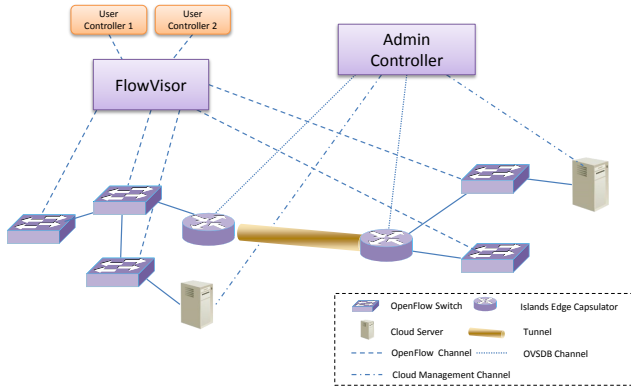 User
Controller 1
User
Controller 2
FlowVisor
Admin
Controller
OpenFlow Switch
Islands Edge Capsulator
Cloud Server
Tunnel
OpenFlow Channel
OVSDB Channel
Cloud Management Channel